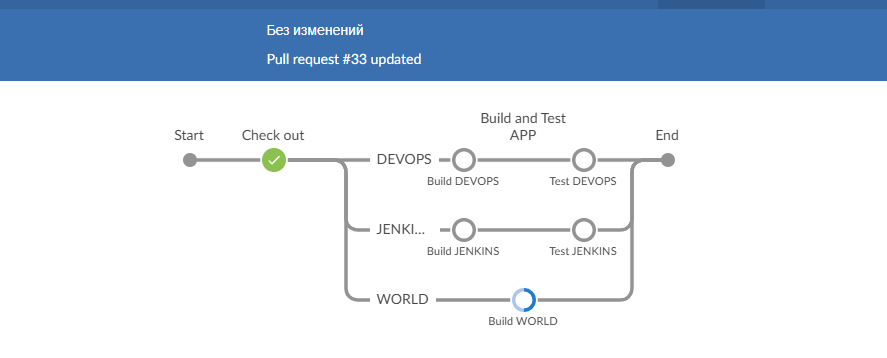 Без изменений
Pull request #33 updated
Build and Test
Start
Check out
APP
End
DEVOPS
Build DEVOPS
Test DEVOPS
JENKI...
Build JENKINS
Test JENKINS
WORLD
Build WORLD